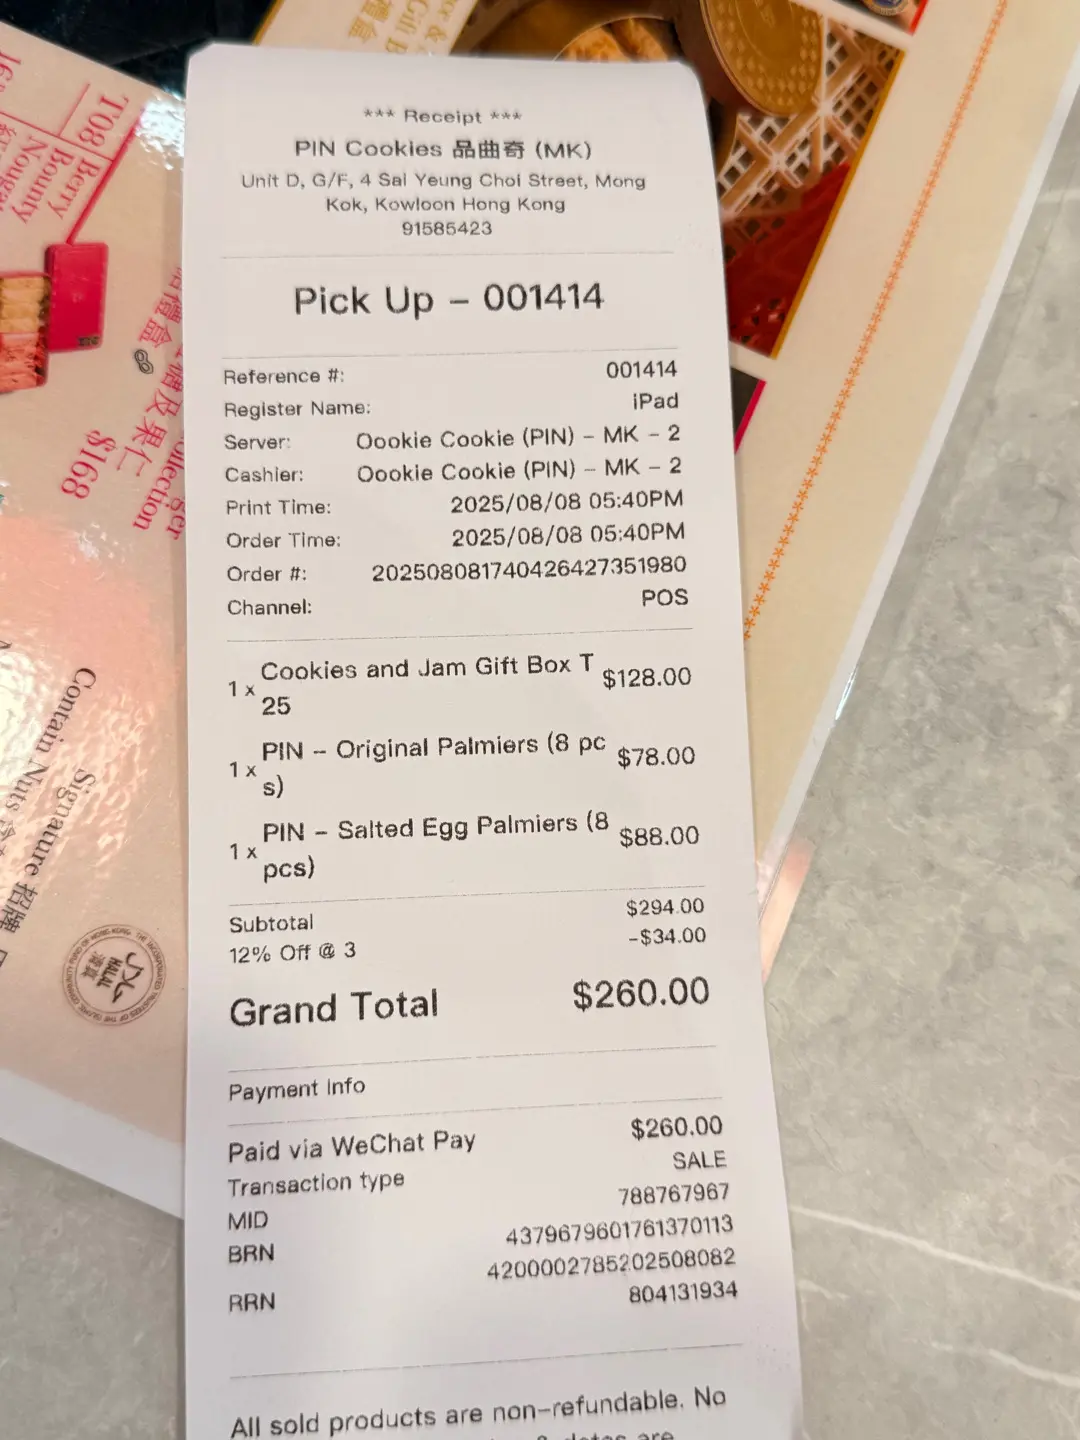 *** Receipt ***
PIN Cookies 品曲奇 (MK)
Unit D, G/F, 4 Sai Yeung Choi Street, Mong
Kok, Kowloon Hong Kong
91585423
Pick Up - 001414
Reference #: 001414
Register Name: iPad
Server: Oookie Cookie (PIN) - MK - 2
Cashier: Oookie Cookie (PIN) - MK - 2
Print Time: 2025/08/08 05:40PM
Order Time: 2025/08/08 05:40PM
Order #: 202508081740426427351980
Channel: POS
1 x Cookies and Jam Gift Box T $128.00
25
1 x PIN - Original Palmiers (8 pc $78.00
s)
1 x PIN - Salted Egg Palmiers (8 $88.00
pcs)
Subtotal $294.00
12% Off @ 3 -$34.00
Grand Total $260.00
Payment Info
Paid via WeChat Pay $260.00
Transaction type SALE
MID 788767967
BRN 4379679601761370113
4200002785202508082
RRN 804131934
All sold products are non-refundable. No
T08 Berry
Bounty
Nougat
$168
Contain Nuts
Signature 招牌
HALAL